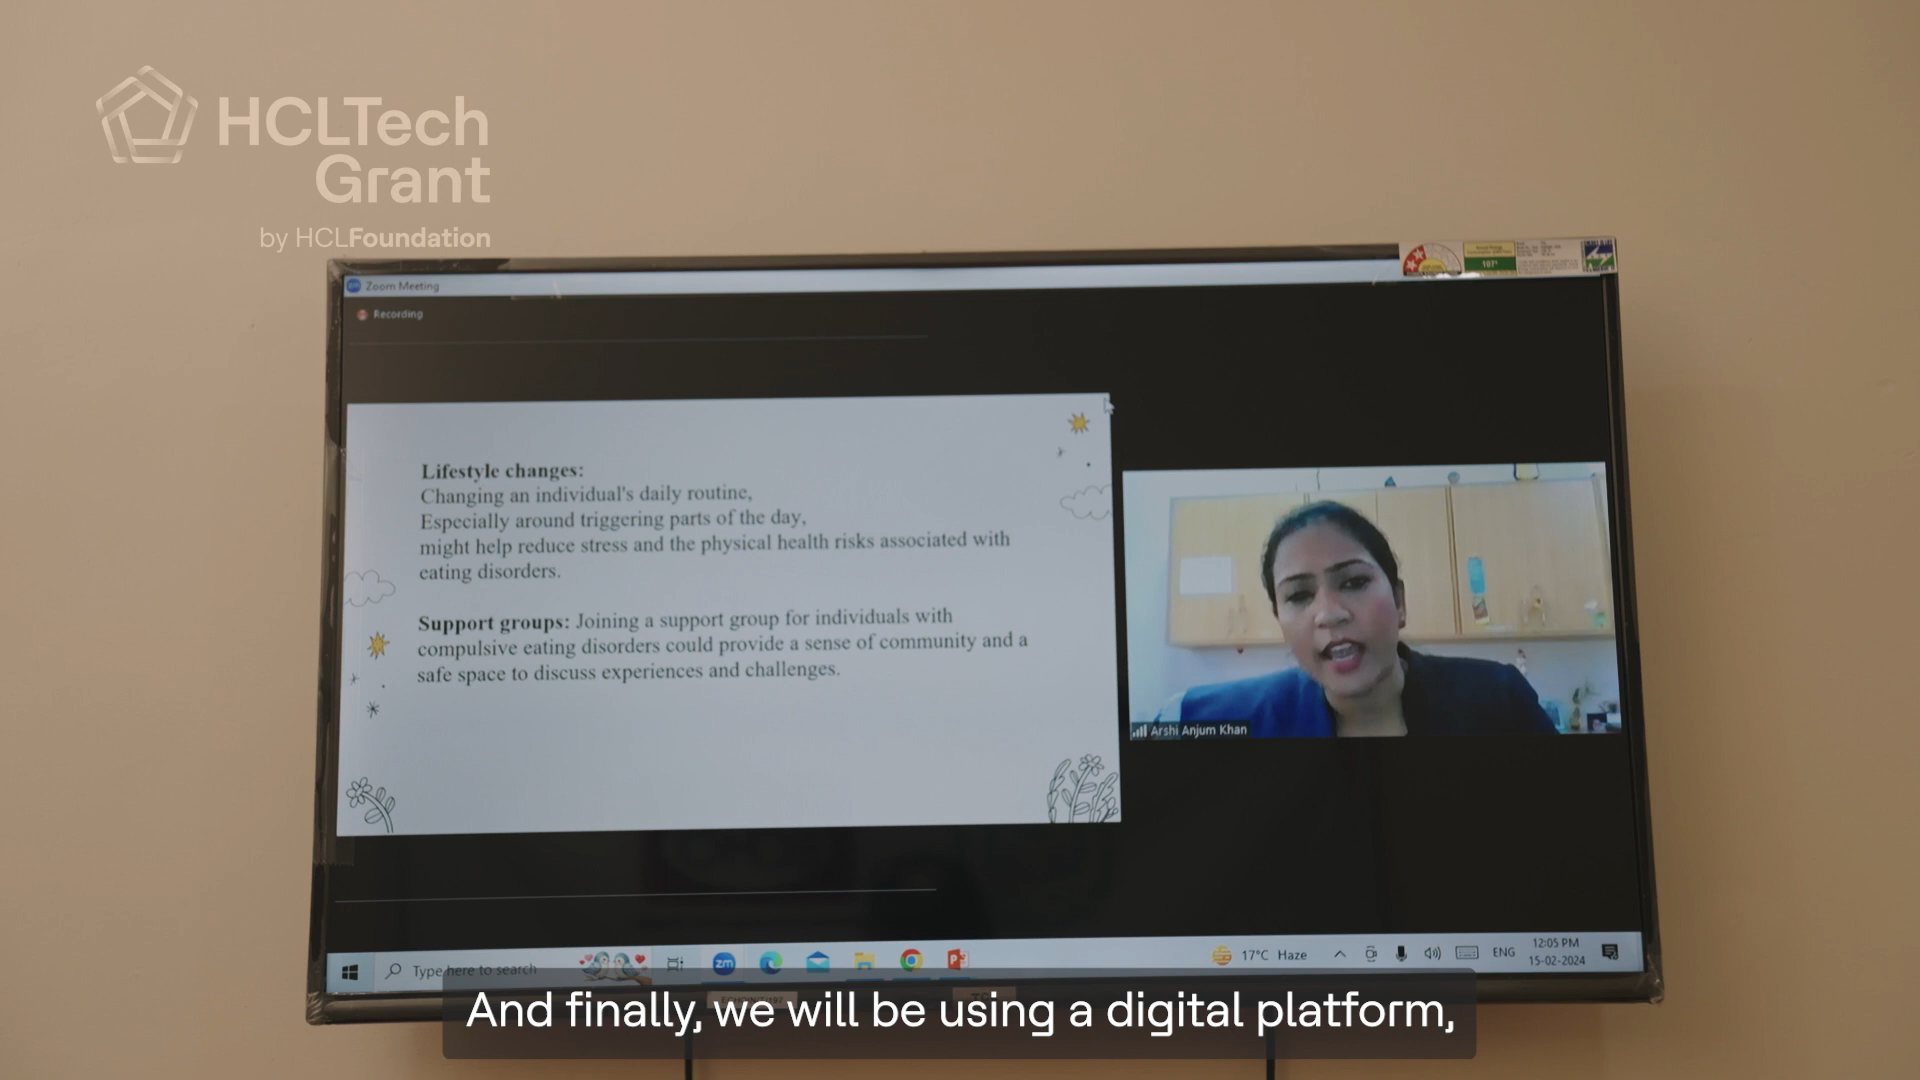 HCLTech
Grant
by HCLFoundation
Zoom Meeting
Recording
107*
Lifestyle changes:
Changing an individual's daily routine,
Especially around triggering parts of the day,
might help reduce stress and the physical health risks associated with
eating disorders.
Support groups: Joining a support group for individuals with
compulsive eating disorders could provide a sense of community and a
safe space to discuss experiences and challenges.
Arshi Anjum Khan
Type here to search
zm
17°C Haze
ENG
12:05 PM
15-02-2024
And finally, we will be using a digital platform,